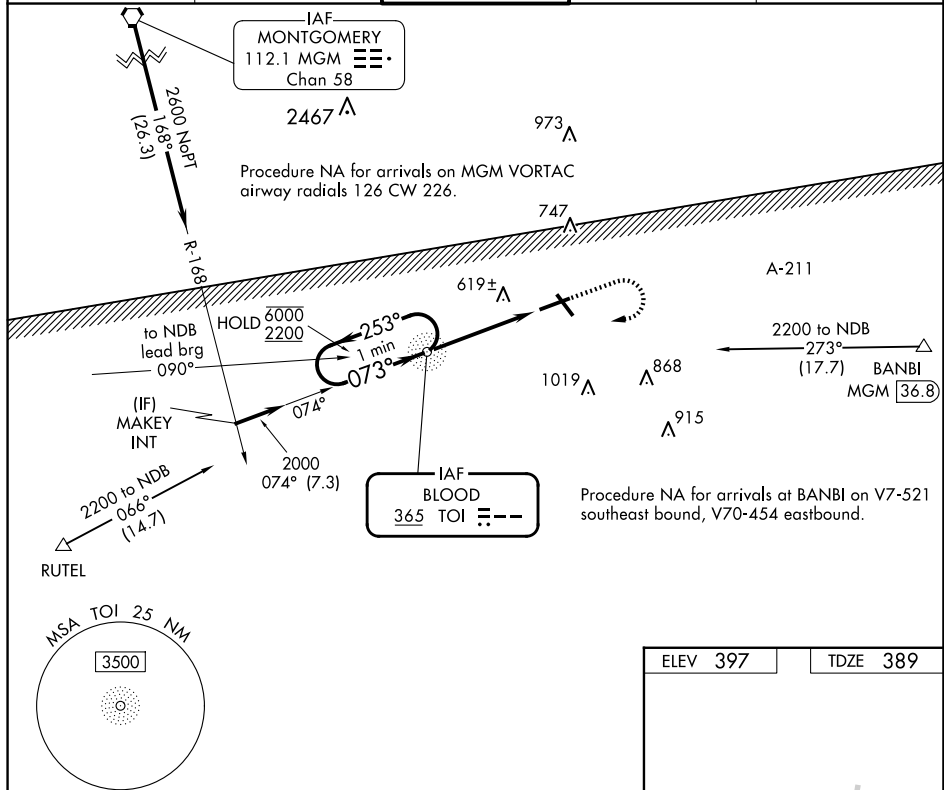 IAF
MONTGOMERY
112.1 MGM
Chan 58
2600 NoPT
168°
(26.3)
2467
973
Procedure NA for arrivals on MGM VORTAC
airway radials 126 CW 226.
747
R-168
A-211
619±
HOLD 6000
2200
253°
1 min
073°
to NDB
lead brg
090°
2200 to NDB
273°
(17.7)
BANBI
MGM 36.8
1019
868
915
(IF)
MAKEY
INT
074°
2000
074° (7.3)
2200 to NDB
066°
(14.7)
RUTEL
IAF
BLOOD
365 TOI
Procedure NA for arrivals at BANBI on V7-521
southeast bound, V70-454 eastbound.
MSA TOI 25 NM
3500
ELEV 397
TDZE 389